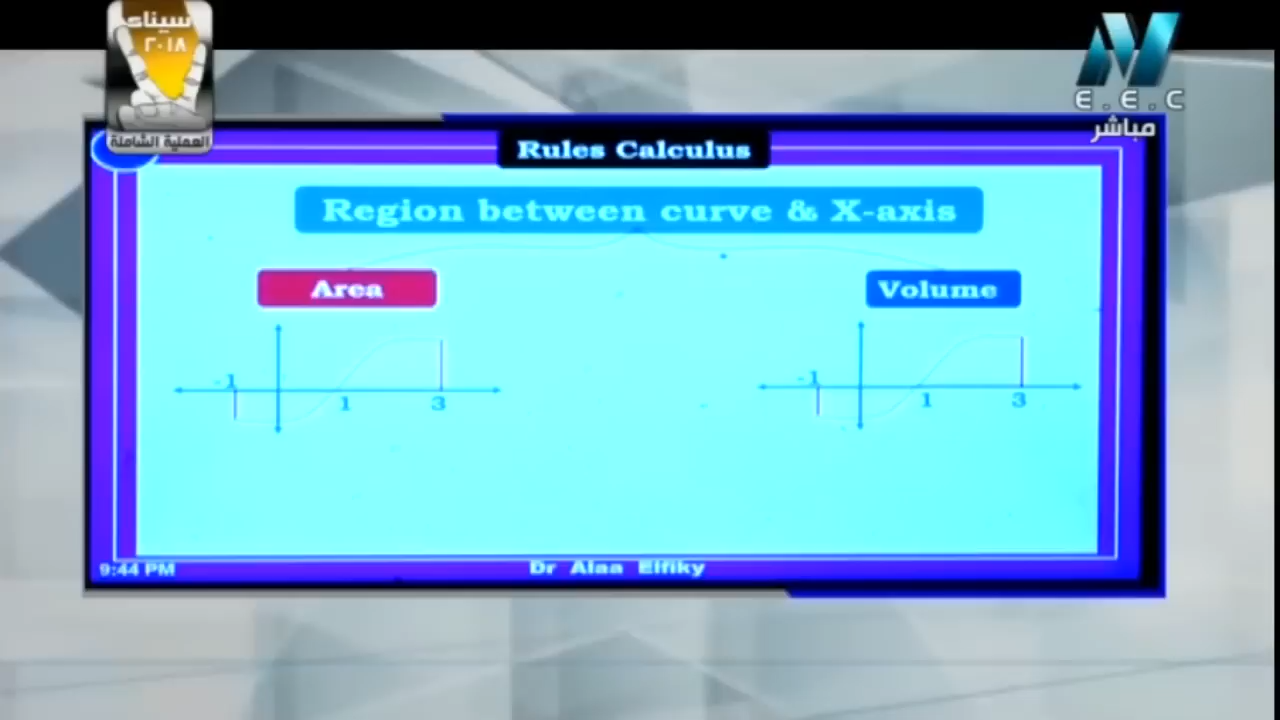 سيناء
٢٠١٨
العملية الشاملة
E.E.C
مباشر
Rules Calculus
Region between curve & X-axis
Area
Volume
-1
1
3
-1
1
3
9:44 PM
Dr Alaa Elfiky